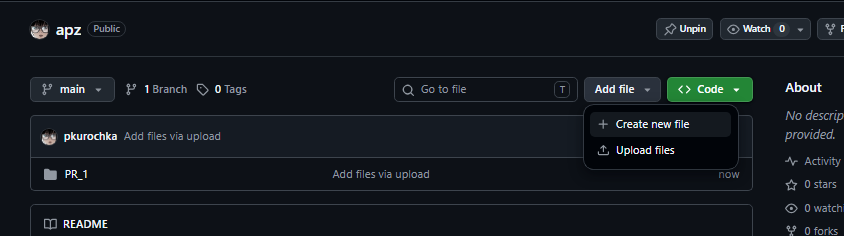 apz Public Unpin Watch 0
main 1 Branch 0 Tags Go to file T Add file Code About
Create new file
Upload files
No descrip
provided.
pkurochka Add files via upload
PR_1 Add files via upload now
Activity
0 stars
0 watchi
0 forks
README